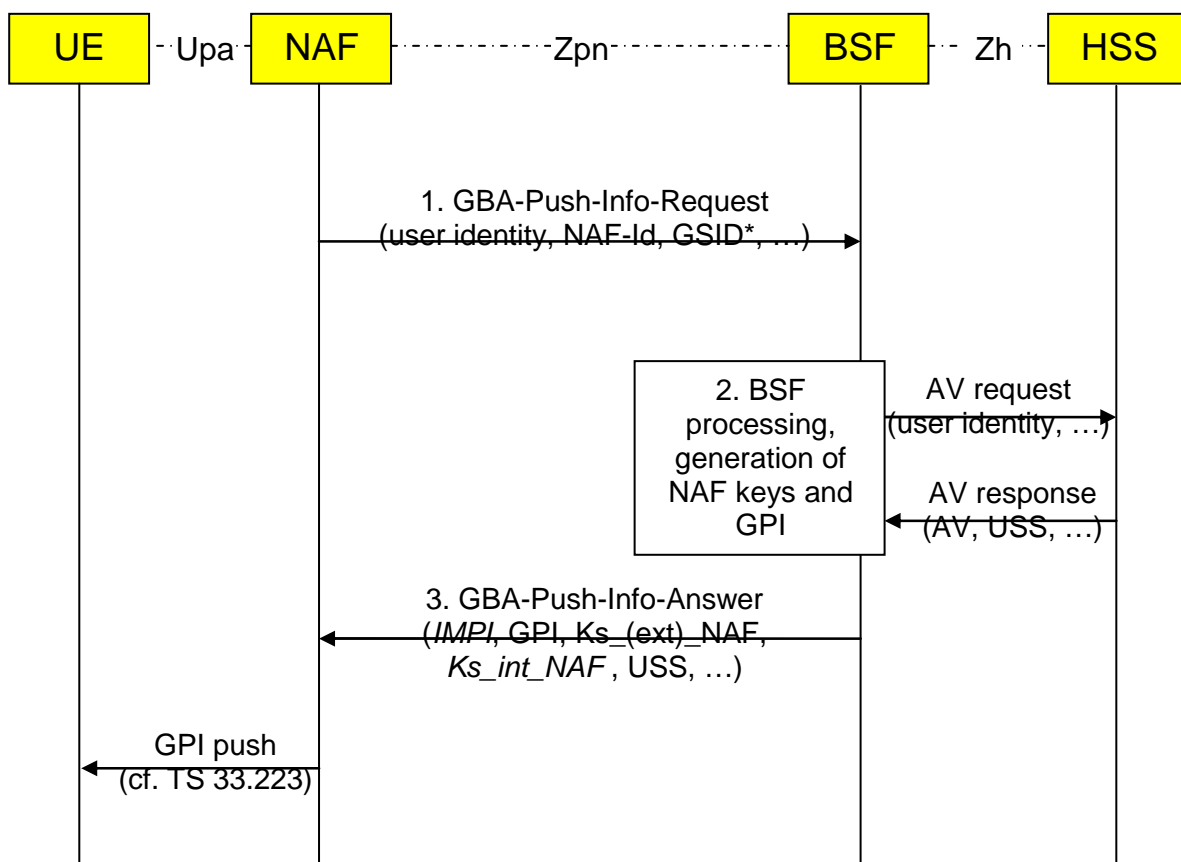 UE
Upa
NAF
Zpn
BSF
Zh
HSS
1. GBA-Push-Info-Request
(user identity, NAF-Id, GSID*, …)
2. BSF
processing,
generation of
NAF keys and
GPI
AV request
(user identity, …)
AV response
(AV, USS, …)
3. GBA-Push-Info-Answer
(IMPI, GPI, Ks_(ext)_NAF,
Ks_int_NAF , USS, …)
GPI push
(cf. TS 33.223)